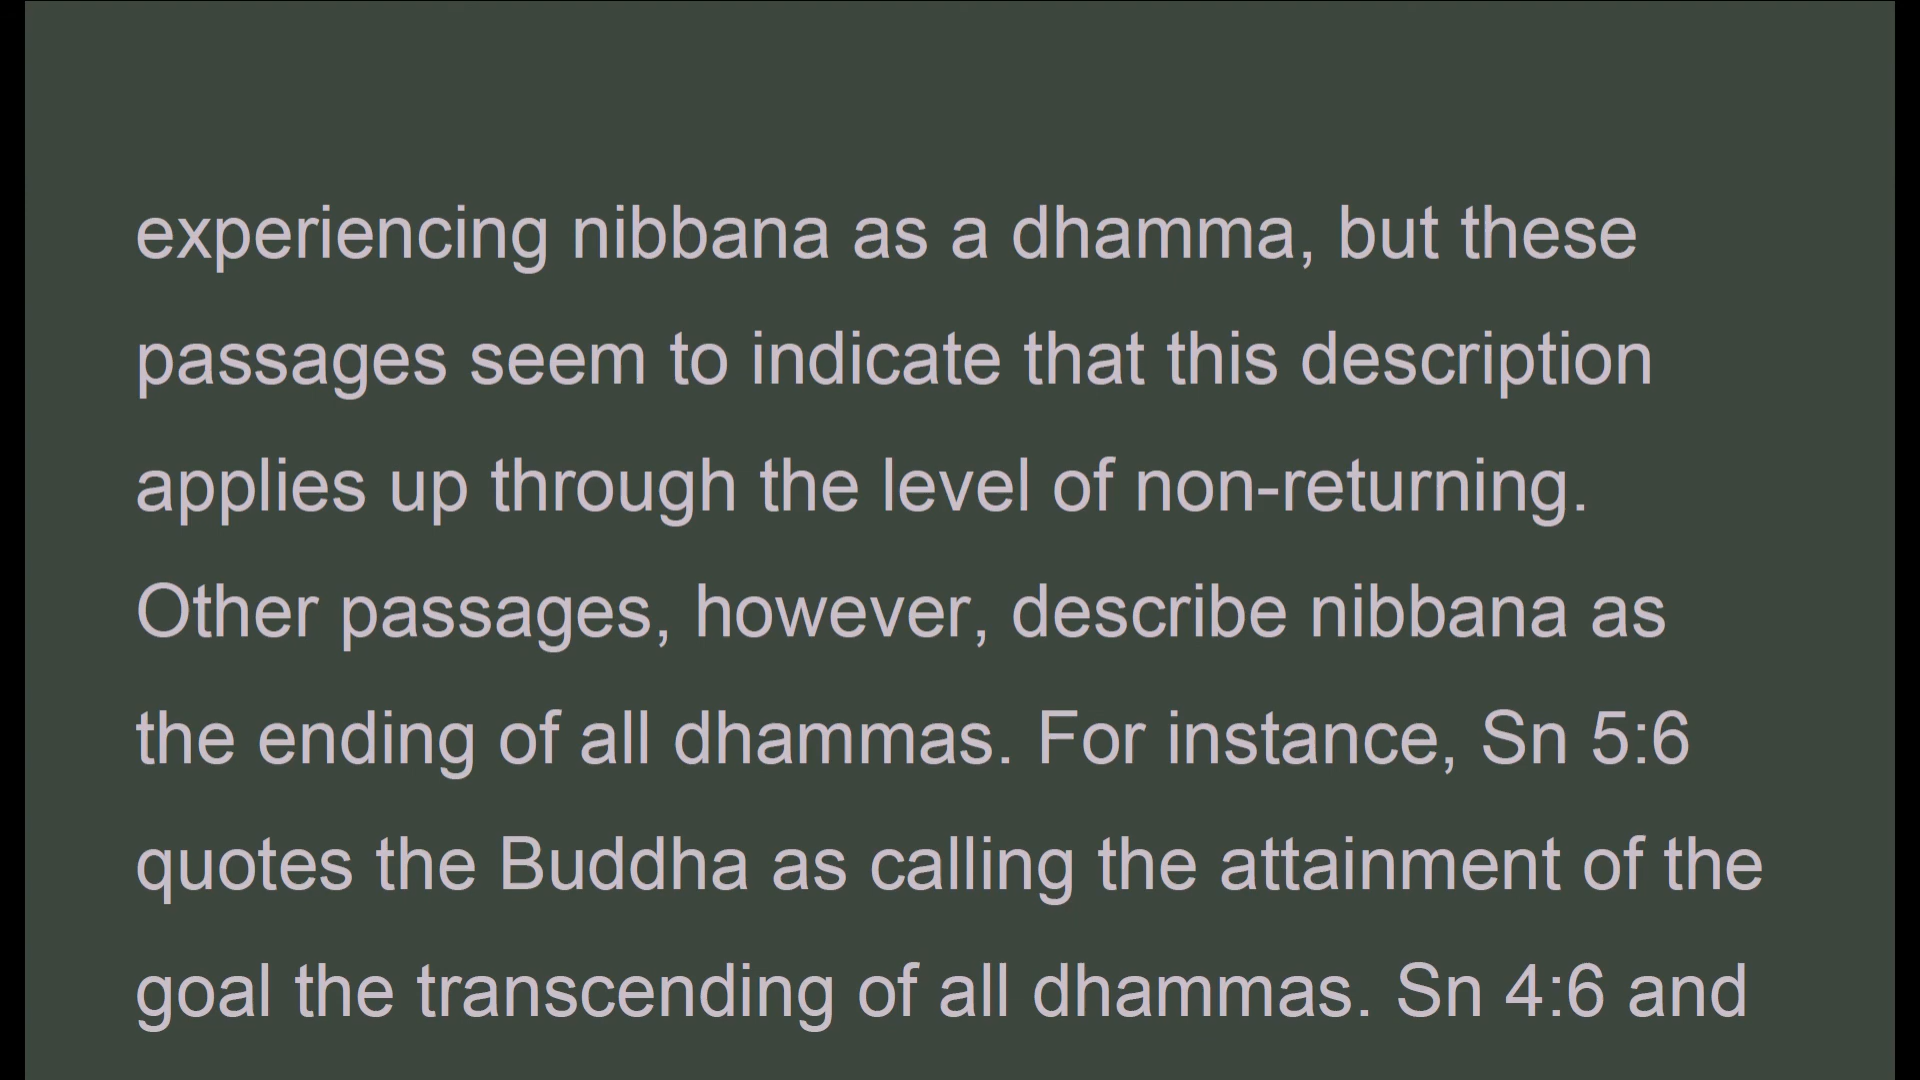 experiencing nibbana as a dhamma, but these
passages seem to indicate that this description
applies up through the level of non-returning.
Other passages, however, describe nibbana as
the ending of all dhammas. For instance, Sn 5:6
quotes the Buddha as calling the attainment of the
goal the transcending of all dhammas. Sn 4:6 and